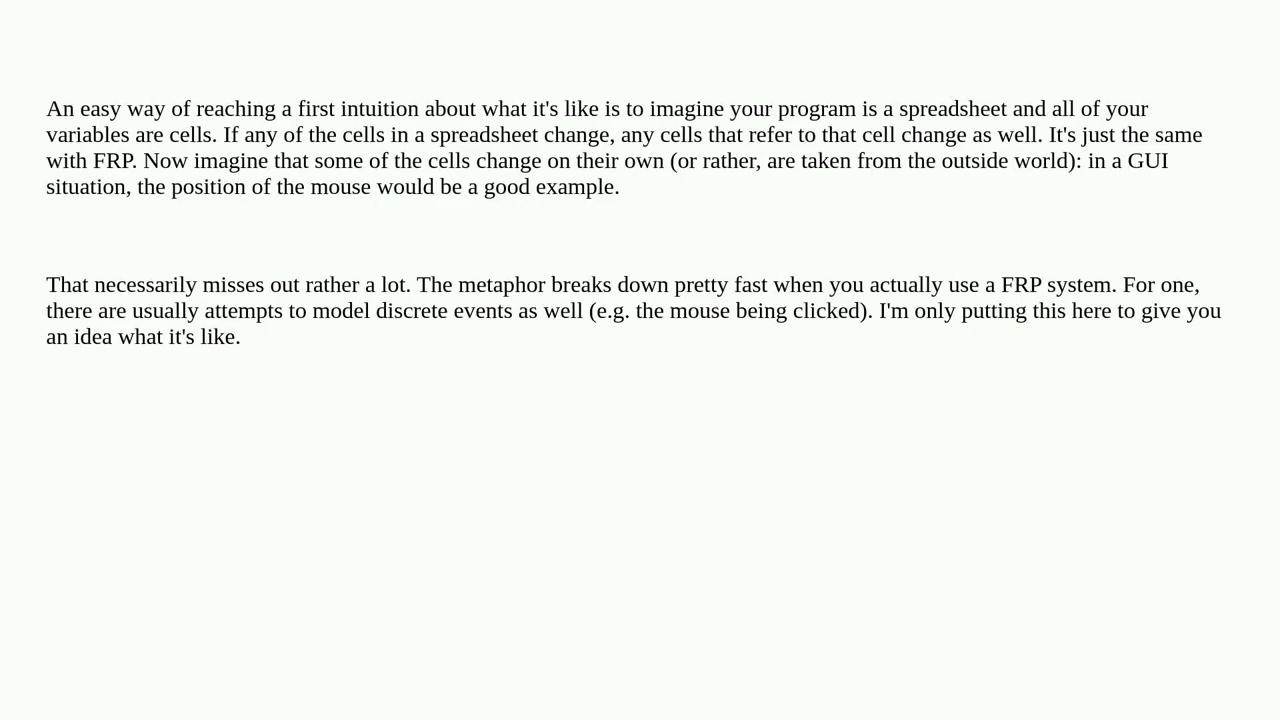 An easy way of reaching a first intuition about what it's like is to imagine your program is a spreadsheet and all of your
variables are cells. If any of the cells in a spreadsheet change, any cells that refer to that cell change as well. It's just the same
with FRP. Now imagine that some of the cells change on their own (or rather, are taken from the outside world): in a GUI
situation, the position of the mouse would be a good example.
That necessarily misses out rather a lot. The metaphor breaks down pretty fast when you actually use a FRP system. For one,
there are usually attempts to model discrete events as well (e.g. the mouse being clicked). I'm only putting this here to give you
an idea what it's like.